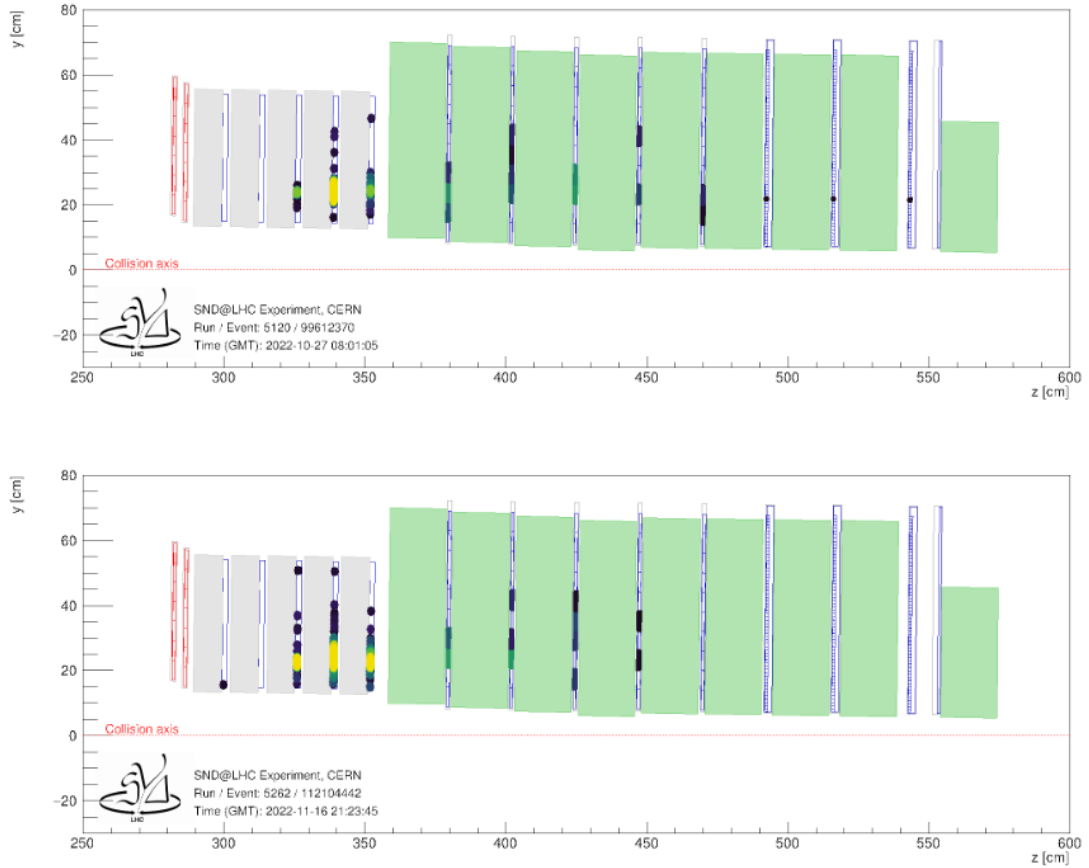 y [cm]
80
60
40
20
0
−20
Collision axis
LHC
SND@LHC Experiment, CERN
Run / Event: 5120 / 99612370
Time (GMT): 2022-10-27 08:01:05
250 300 350 400 450 500 550 600
z [cm]
y [cm]
80
60
40
20
0
−20
Collision axis
LHC
SND@LHC Experiment, CERN
Run / Event: 5262 / 112104442
Time (GMT): 2022-11-16 21:23:45
250 300 350 400 450 500 550 600
z [cm]